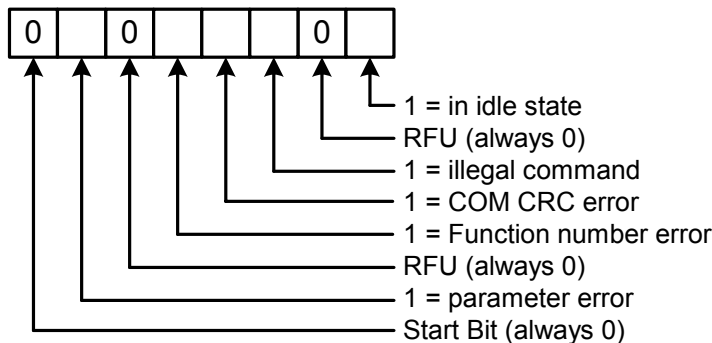 0 0 0
1 = in idle state
RFU (always 0)
1 = illegal command
1 = COM CRC error
1 = Function number error
RFU (always 0)
1 = parameter error
Start Bit (always 0)